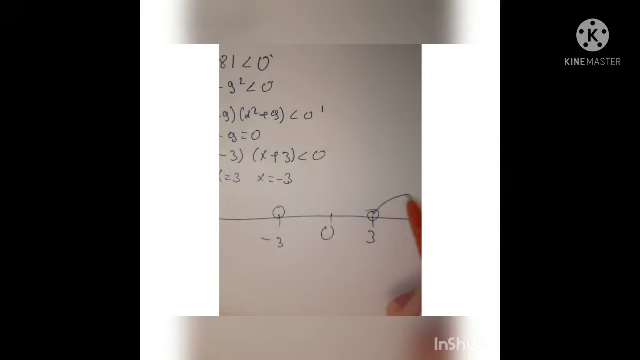 81 < 0
- 9² < 0
9) (x² + 9) < 0
- 9 = 0
- 3) (x + 3) < 0
x = 3 x = -3
-3 0 3
K
KINEMASTER
InSh